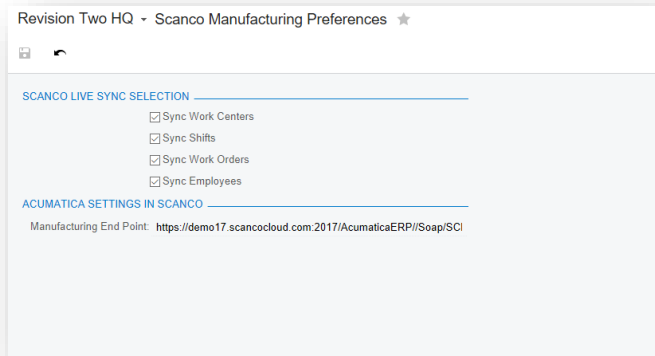 Revision Two HQ Scanco Manufacturing Preferences
SCANCO LIVE SYNC SELECTION
Sync Work Centers
Sync Shifts
Sync Work Orders
Sync Employees
ACUMATICA SETTINGS IN SCANCO
Manufacturing End Point: https://demo17.scancocloud.com:2017/AcumaticaERP//Soap/SC